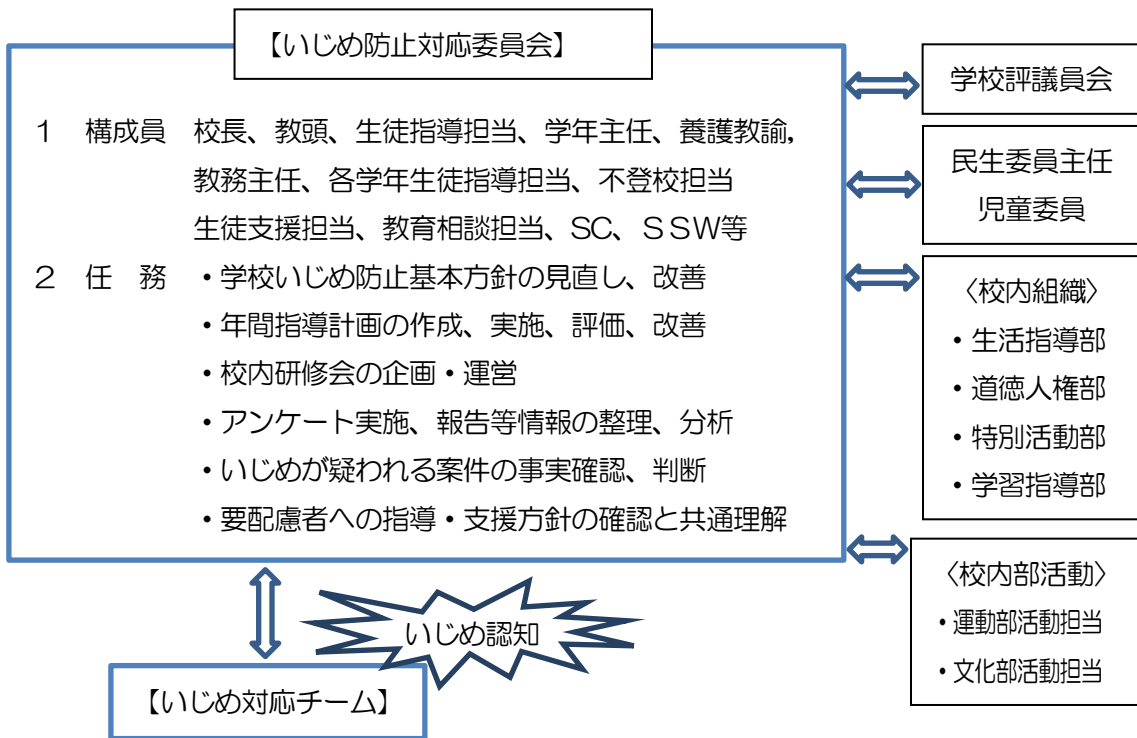 【いじめ防止対応委員会】
1 構成員 校長、教頭、生徒指導担当、学年主任、養護教諭,
教務主任、各学年生徒指導担当、不登校担当
生徒支援担当、教育相談担当、SC、ＳＳＷ等
2 任 務 ・学校いじめ防止基本方針の見直し、改善
・年間指導計画の作成、実施、評価、改善
・校内研修会の企画・運営
・アンケート実施、報告等情報の整理、分析
・いじめが疑われる案件の事実確認、判断
・要配慮者への指導・支援方針の確認と共通理解
学校評議員会
民生委員主任
児童委員
〈校内組織〉
・生活指導部
・道徳人権部
・特別活動部
・学習指導部
〈校内部活動〉
・運動部活動担当
・文化部活動担当
いじめ認知
【いじめ対応チーム】